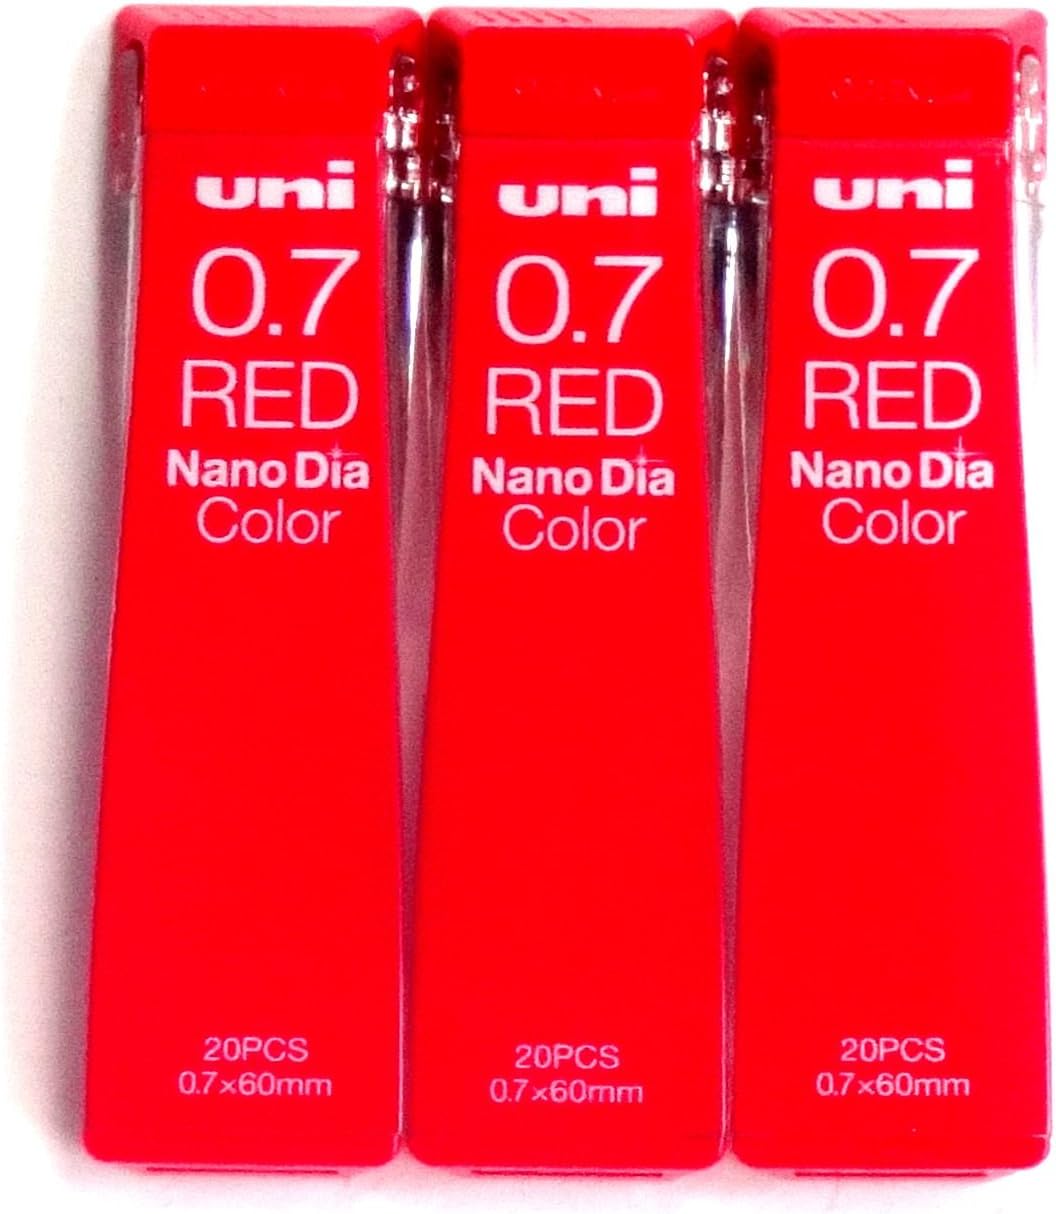 uni
0.7
RED
Nano Dia
Color
20PCS
0.7×60mm
uni
0.7
RED
Nano Dia
Color
20PCS
0.7×60mm
uni
0.7
RED
Nano Dia
Color
20PCS
0.7×60mm